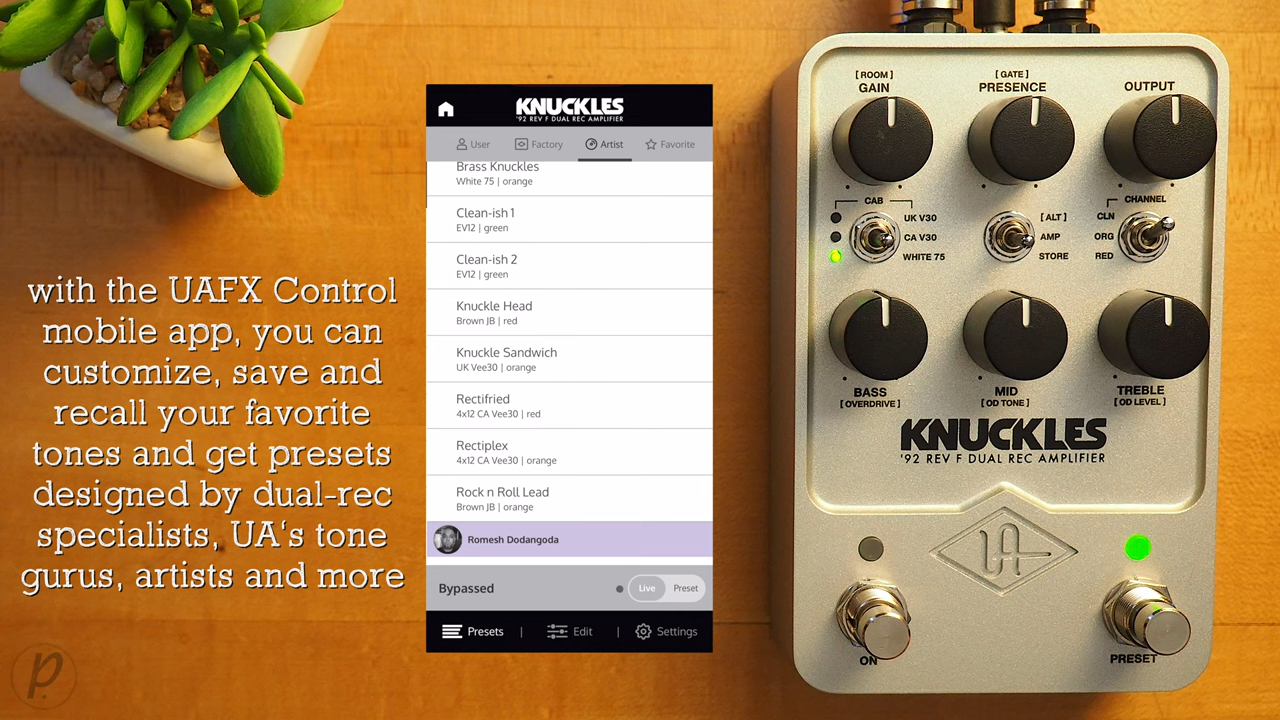 with the UAFX Control
mobile app, you can
customize, save and
recall your favorite
tones and get presets
designed by dual-rec
specialists, UA's tone
gurus, artists and more
p.
KNUCKLES
'92 REV F DUAL REC AMPLIFIER
User Factory Artist Favorite
Brass Knuckles
White 75 | orange
Clean-ish 1
EV12 | green
Clean-ish 2
EV12 | green
Knuckle Head
Brown JB | red
Knuckle Sandwich
UK Vee30 | orange
Rectifried
4x12 CA Vee30 | red
Rectiplex
4x12 CA Vee30 | orange
Rock n Roll Lead
Brown JB | orange
Romesh Dodangoda
Bypassed Live Preset
Presets | Edit | Settings
[ROOM] [GATE]
GAIN PRESENCE OUTPUT
CAB CHANNEL
UK V30 [ALT] CLN
CA V30 AMP ORG
WHITE 75 STORE RED
BASS MID TREBLE
[OVERDRIVE] [OD TONE] [OD LEVEL]
KNUCKLES
'92 REV F DUAL REC AMPLIFIER
UA
ON PRESET